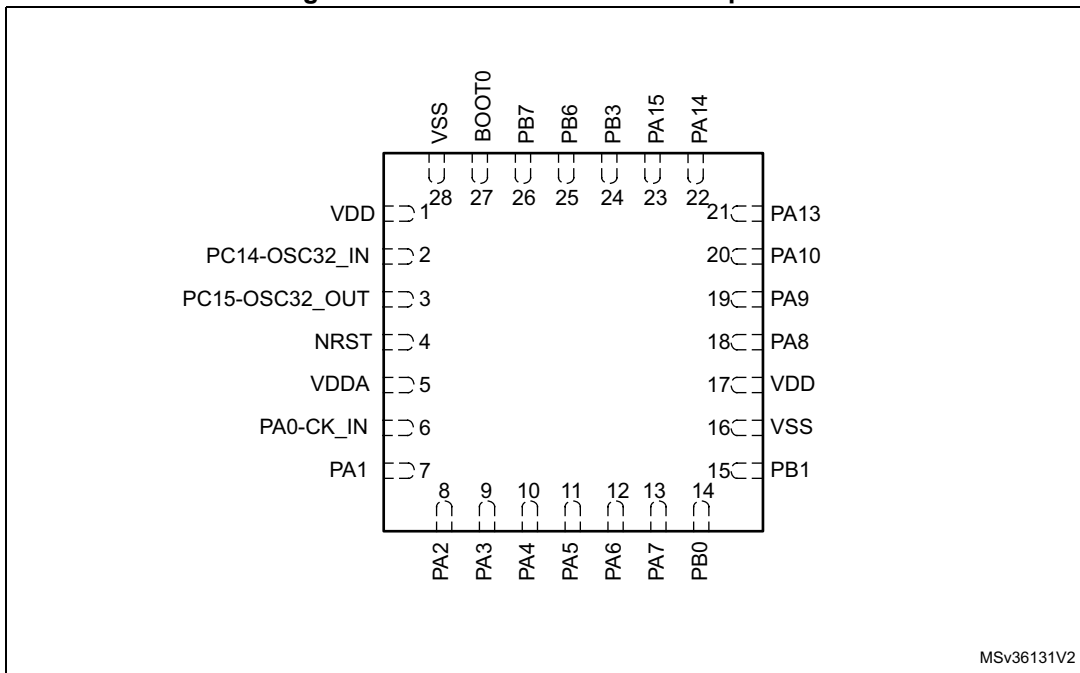 VSS
BOOT0
PB7
PB6
PB3
PA15
PA14
28 27 26 25 24 23 22
VDD 1 21 PA13
PC14-OSC32_IN 2 20 PA10
PC15-OSC32_OUT 3 19 PA9
NRST 4 18 PA8
VDDA 5 17 VDD
PA0-CK_IN 6 16 VSS
PA1 7 15 PB1
8 9 10 11 12 13 14
PA2
PA3
PA4
PA5
PA6
PA7
PB0
MSv36131V2